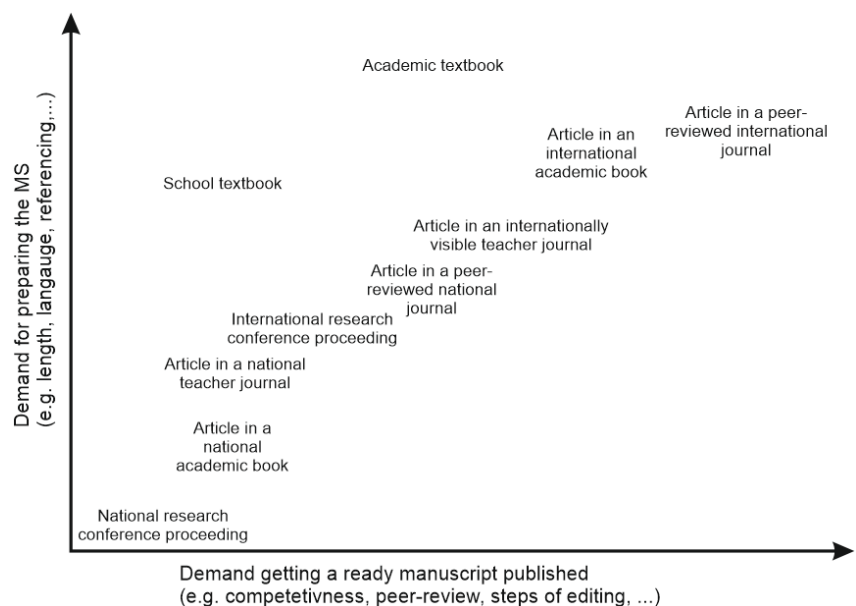 Academic textbook
Article in a peer-
reviewed international
journal
Article in an
international
academic book
School textbook
Article in an internationally
visible teacher journal
Article in a peer-
reviewed national
journal
International research
conference proceeding
Article in a national
teacher journal
Article in a
national
academic book
National research
conference proceeding
Demand for preparing the MS
(e.g. length, langauge, referencing,...)
Demand getting a ready manuscript published
(e.g. competetivness, peer-review, steps of editing, ...)